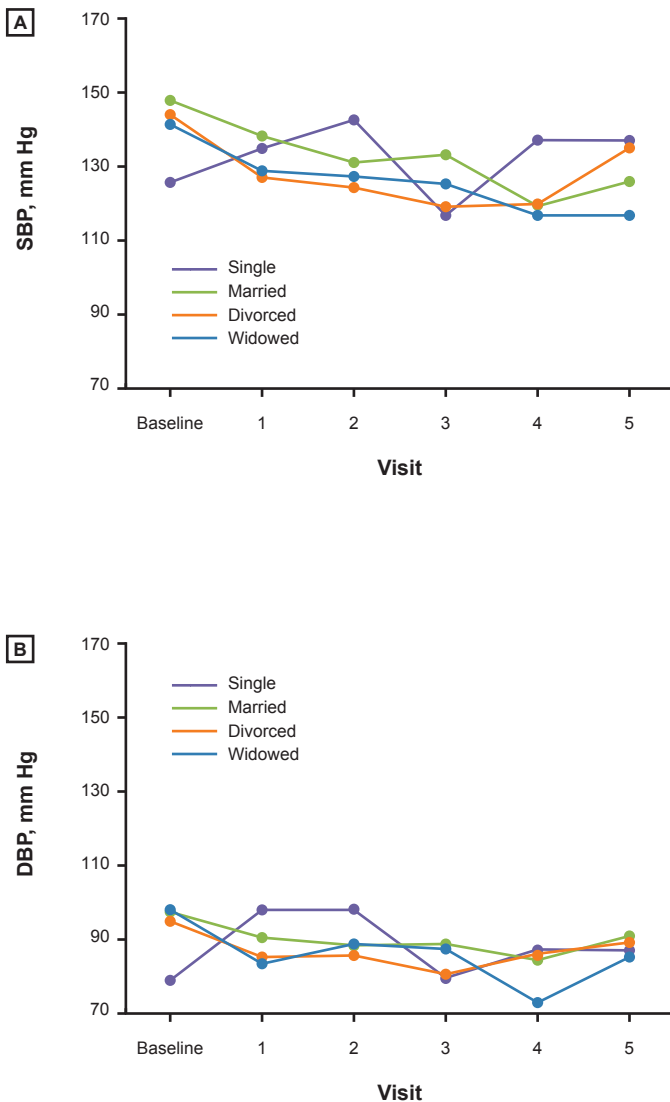 A
170
150
130
110
90
70
SBP, mm Hg
Single
Married
Divorced
Widowed
Baseline 1 2 3 4 5
Visit
B
170
150
130
110
90
70
DBP, mm Hg
Single
Married
Divorced
Widowed
Baseline 1 2 3 4 5
Visit